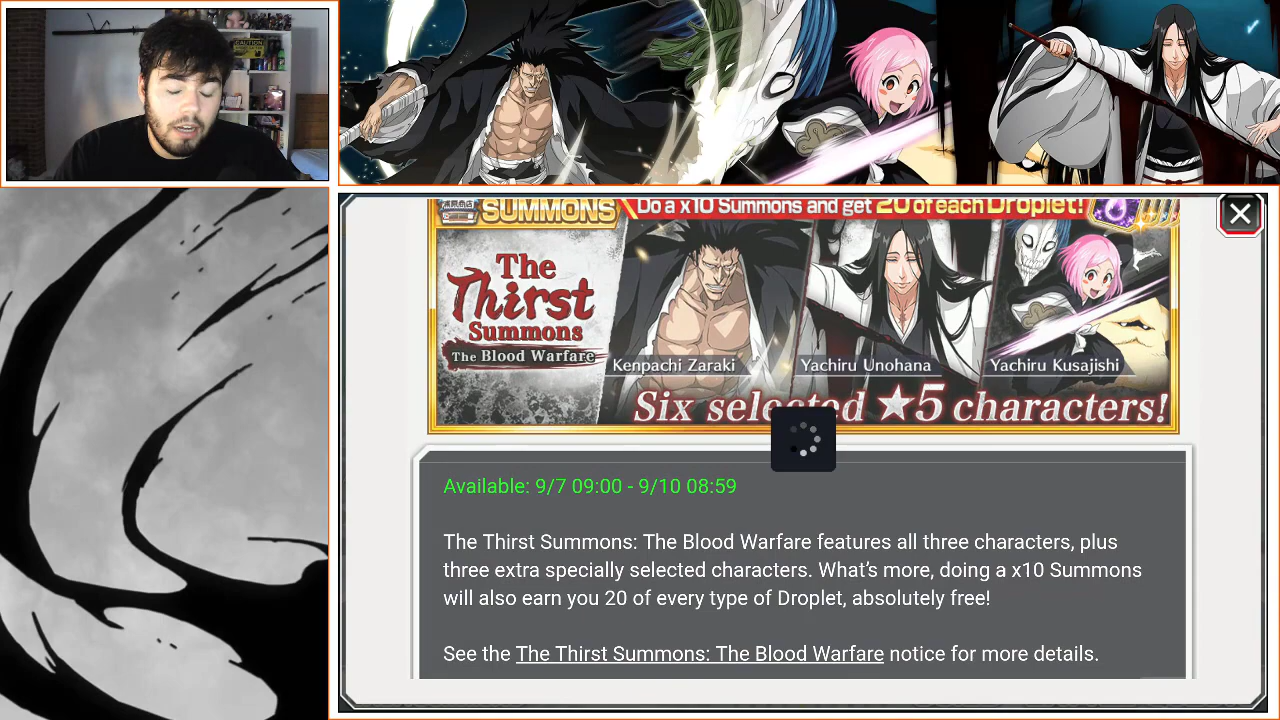 CAUTION
SUMMONS
Do a x10 Summons and get 20 of each Droplet!
The
Thirst
Summons
The Blood Warfare
Kenpachi Zaraki
Yachiru Unohana
Yachiru Kusajishi
Six selected ★5 characters!
Available: 9/7 09:00 - 9/10 08:59
The Thirst Summons: The Blood Warfare features all three characters, plus
three extra specially selected characters. What’s more, doing a x10 Summons
will also earn you 20 of every type of Droplet, absolutely free!
See the The Thirst Summons: The Blood Warfare notice for more details.